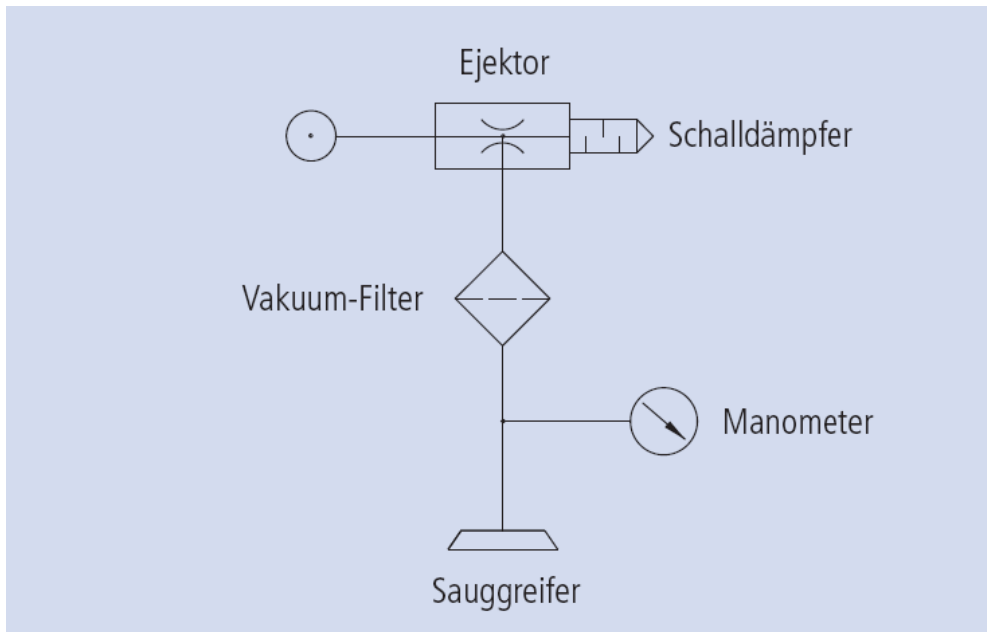 Ejektor
Schalldämpfer
Vakuum-Filter
Manometer
Sauggreifer